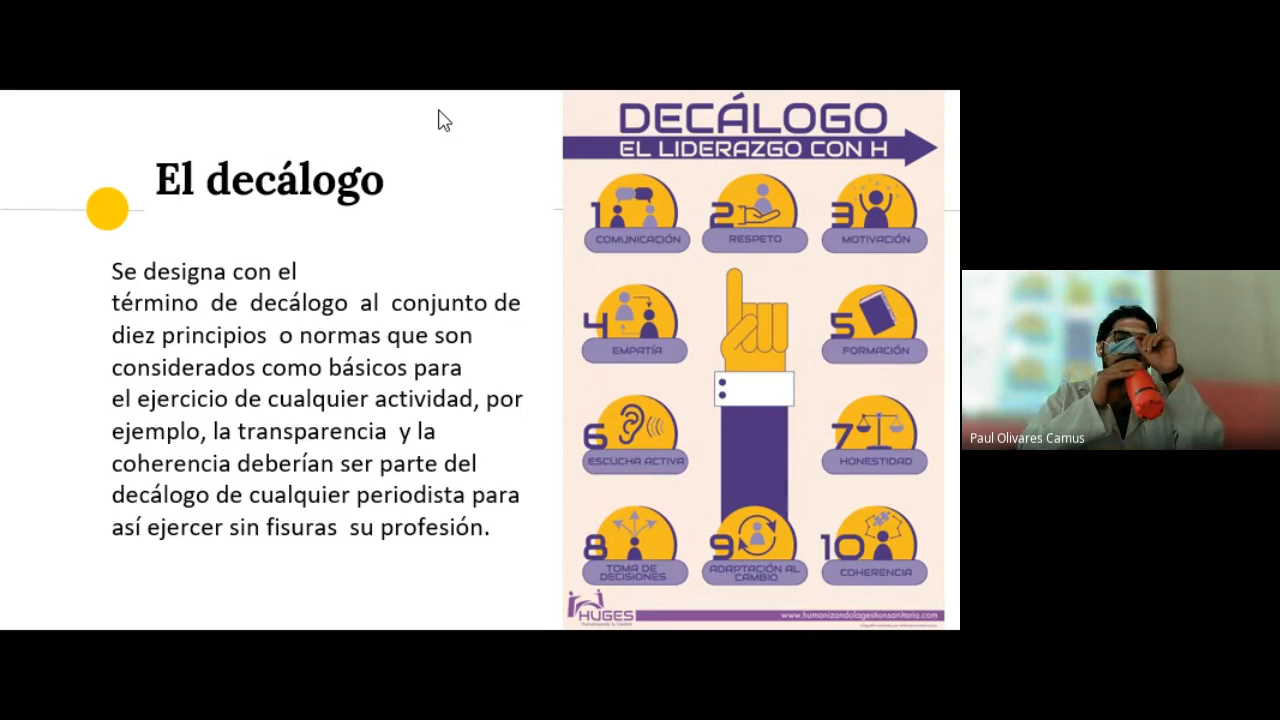 El decálogo
Se designa con el
término de decálogo al conjunto de
diez principios o normas que son
considerados como básicos para
el ejercicio de cualquier actividad, por
ejemplo, la transparencia y la
coherencia deberían ser parte del
decálogo de cualquier periodista para
así ejercer sin fisuras su profesión.
DECÁLOGO
EL LIDERAZGO CON H
1
COMUNICACIÓN
2
RESPETO
3
MOTIVACIÓN
4
EMPATÍA
5
FORMACIÓN
6
ESCUCHA ACTIVA
7
HONESTIDAD
8
TOMA DE
DECISIONES
9
ADAPTACIÓN AL
CAMBIO
10
COHERENCIA
HUGES
www.humanizandolagestionsanitaria.com
Paul Olivares Camus